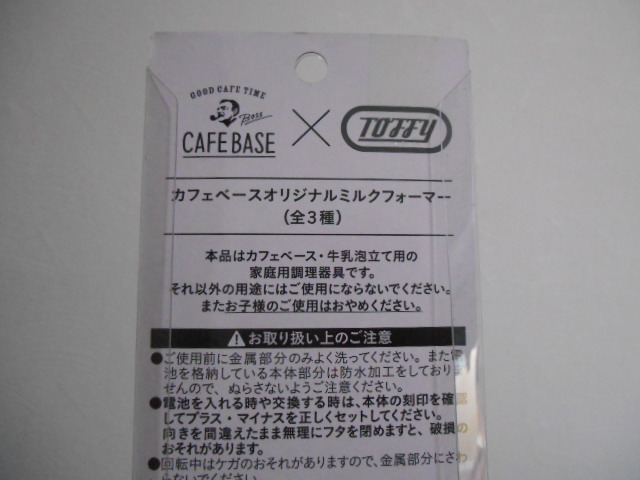 GOOD CAFE TIME
Boss
CAFE BASE
×
TOFFY
カフェベースオリジナルミルクフォーマー
（全３種）
本品はカフェベース・牛乳泡立て用の
家庭用調理器具です。
それ以外の用途にはご使用にならないでください。
またお子様のご使用はおやめください。
お取り扱い上のご注意
●ご使用前に金属部分のみよく洗ってください。また電
池を格納している本体部分は防水加工をしておりま
せんので、ぬらさないようご注意ください。
●電池を入れる時や交換する時は、本体の刻印を確認
してプラス・マイナスを正しくセットしてください。
向きを間違えたまま無理にフタを閉めますと、破損の
おそれがあります。
●回転中はケガのおそれがありますので、金属部分にさわ
らないでください。